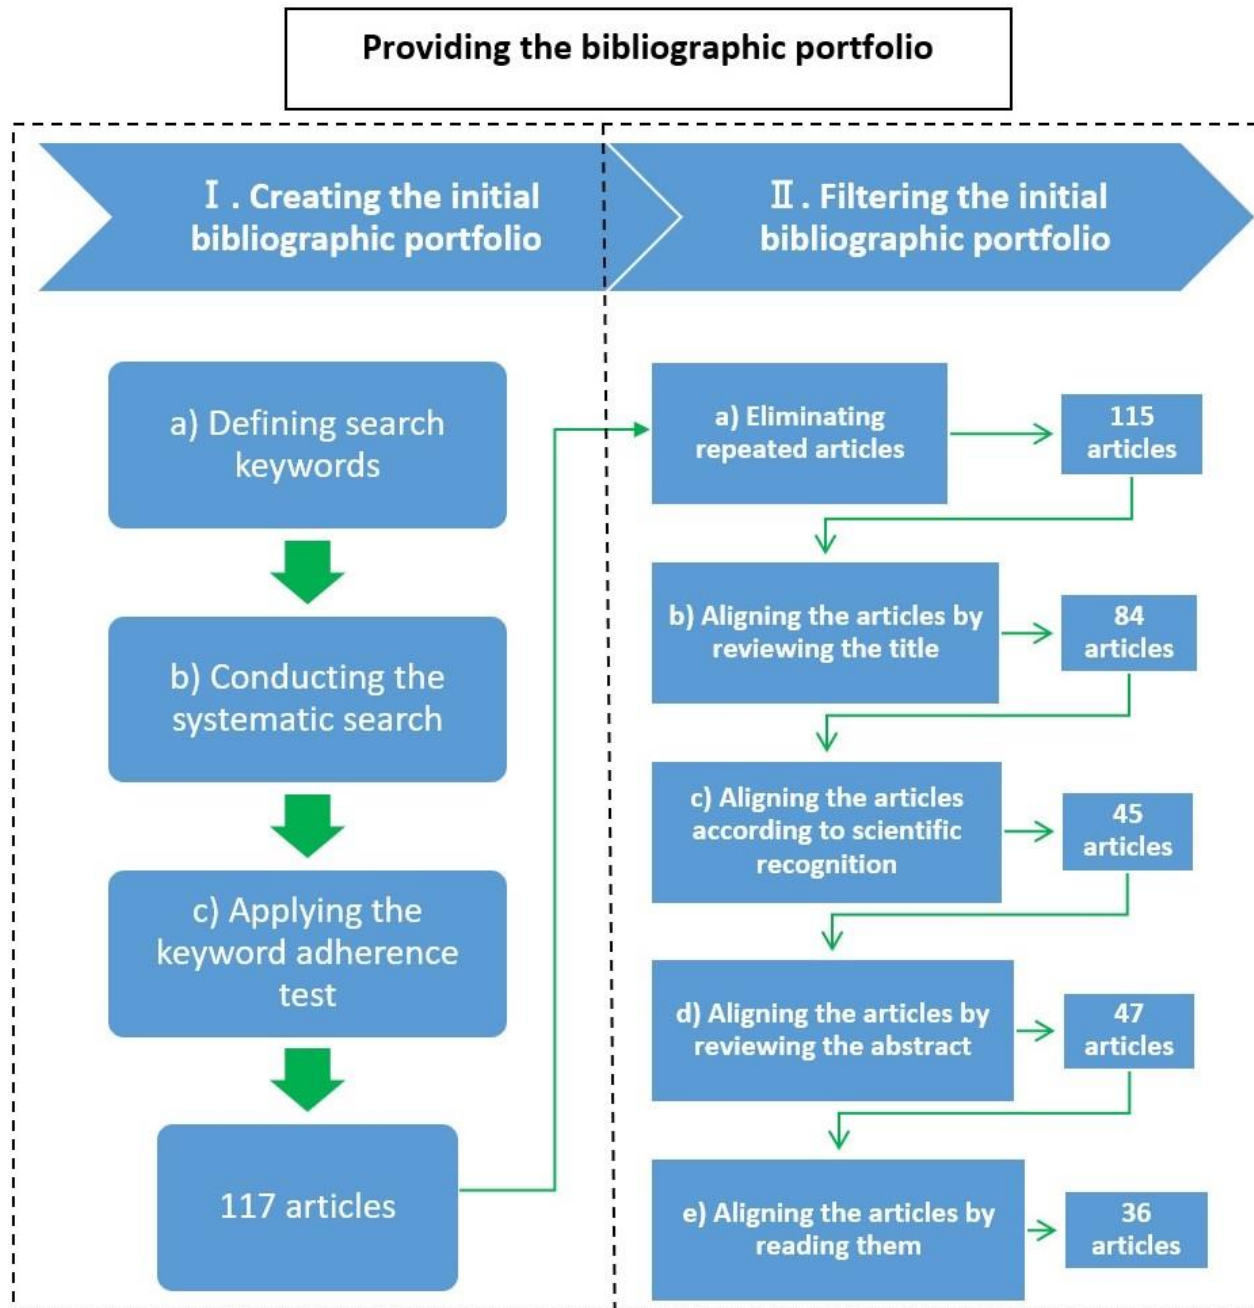 Providing the bibliographic portfolio
Ⅰ. Creating the initial
bibliographic portfolio
a) Defining search
keywords
b) Conducting the
systematic search
c) Applying the
keyword adherence
test
117 articles
Ⅱ. Filtering the initial
bibliographic portfolio
a) Eliminating
repeated articles
115
articles
b) Aligning the articles by
reviewing the title
84
articles
c) Aligning the articles
according to scientific
recognition
45
articles
d) Aligning the articles by
reviewing the abstract
47
articles
e) Aligning the articles by
reading them
36
articles